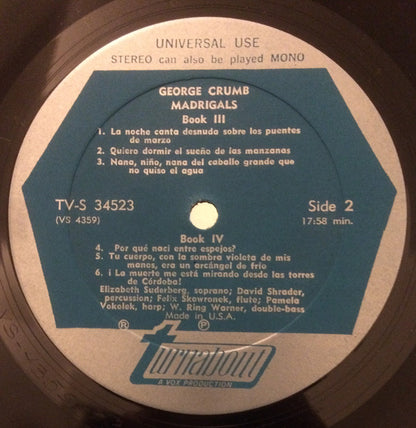 UNIVERSAL USE
STEREO can also be played MONO
GEORGE CRUMB
MADRIGALS
Book III
1. La noche canta desnuda sobre los puentes
de marzo
2. Quiero dormir el sueño de ias manzanas
3. Nana, niño, nana del caballo grande que
no quiso el agua
TV-S 34523
(VS 4359)
Side 2
17:58 min.
Book IV
4. ¿Por qué naci entre espejos?
5. Tu cuerpo, con la sombra violeta de mis
manos, era un arcángel de frio
6. ¡ La muerte me está mirando desde las torres
de Córdoba!
Elizabeth Suderberg, soprano; David Shrader,
percussion; Felix Skowronek, flute; Pamela
Vokolek, harp; W. Ring Warner, double-bass
Made in U.S.A.
® ℗
turnabout
A VOX PRODUCTION